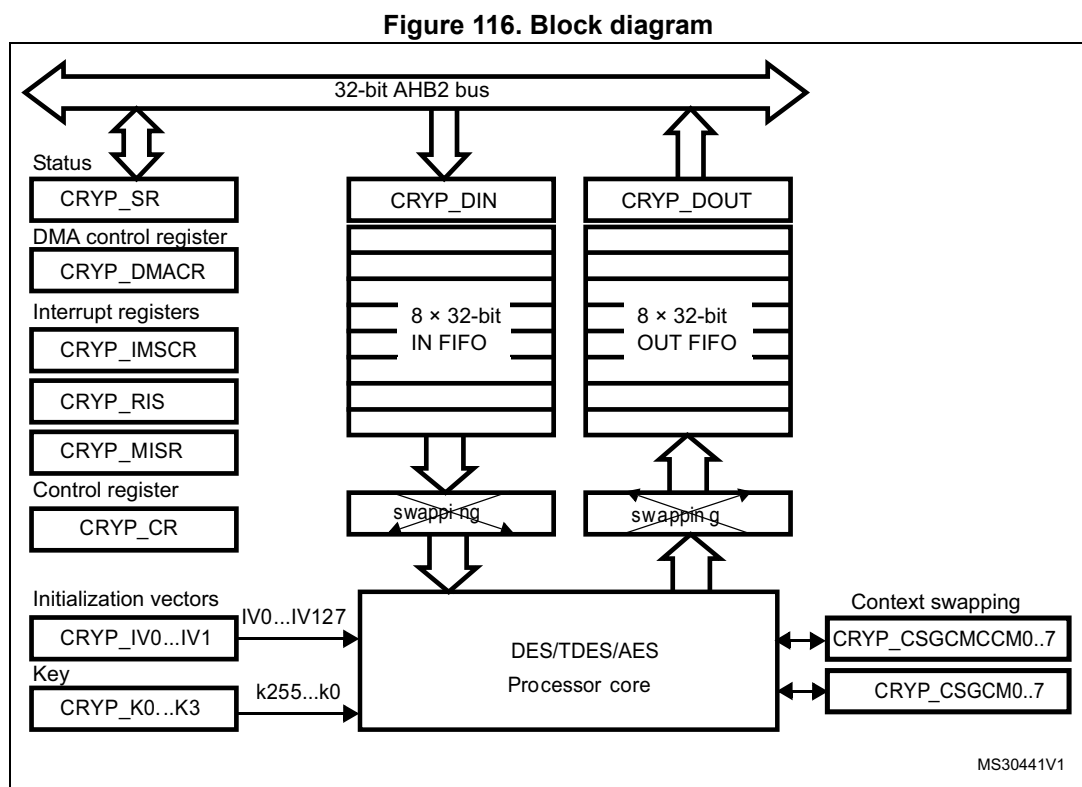 Figure 116. Block diagram
32-bit AHB2 bus
Status
CRYP_SR
DMA control register
CRYP_DMACR
Interrupt registers
CRYP_IMSCR
CRYP_RIS
CRYP_MISR
Control register
CRYP_CR
Initialization vectors
CRYP_IV0...IV1
Key
CRYP_K0...K3
IV0...IV127
k255...k0
CRYP_DIN
8 × 32-bit
IN FIFO
swapping
CRYP_DOUT
8 × 32-bit
OUT FIFO
swapping
DES/TDES/AES
Processor core
Context swapping
CRYP_CSGCMCCM0..7
CRYP_CSGCM0..7
MS30441V1